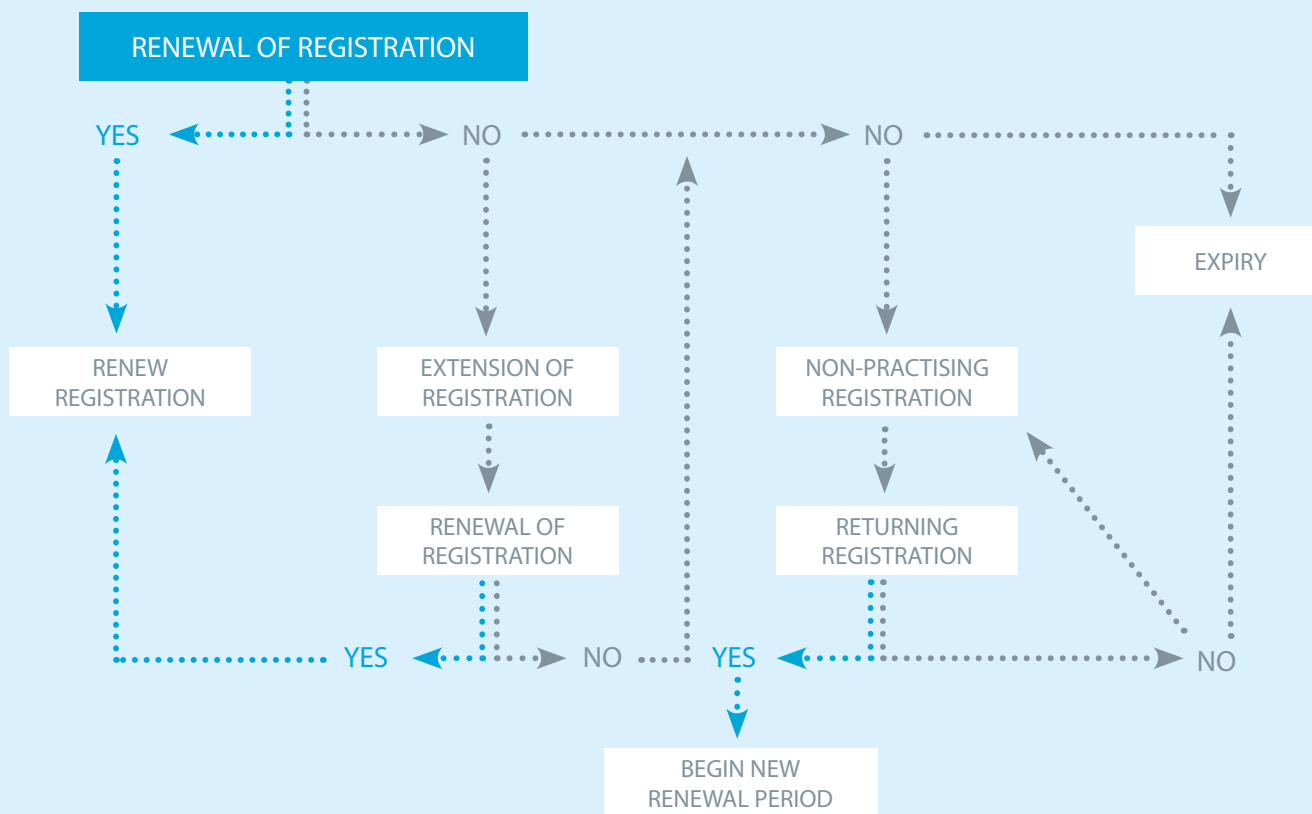 RENEWAL OF REGISTRATION
YES
NO
NO
EXPIRY
RENEW
REGISTRATION
EXTENSION OF
REGISTRATION
NON-PRACTISING
REGISTRATION
RENEWAL OF
REGISTRATION
RETURNING
REGISTRATION
YES
NO
YES
NO
BEGIN NEW
RENEWAL PERIOD